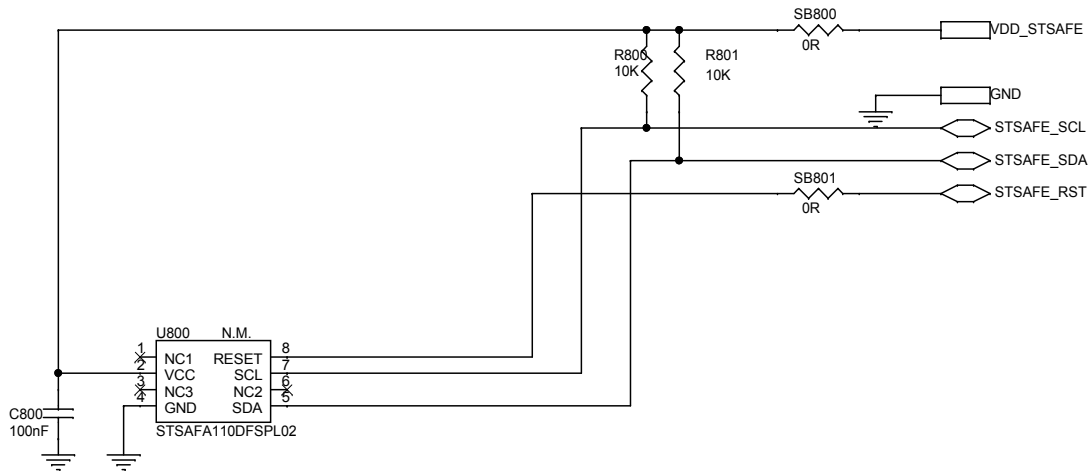 SB800
0R
VDD_STSAFE
R800
10K
R801
10K
GND
STSAFE_SCL
STSAFE_SDA
SB801
0R
STSAFE_RST
U800 N.M.
1 NC1 RESET 8
2 VCC SCL 7
3 NC3 NC2 6
4 GND SDA 5
STSAFA110DFSPL02
C800
100nF